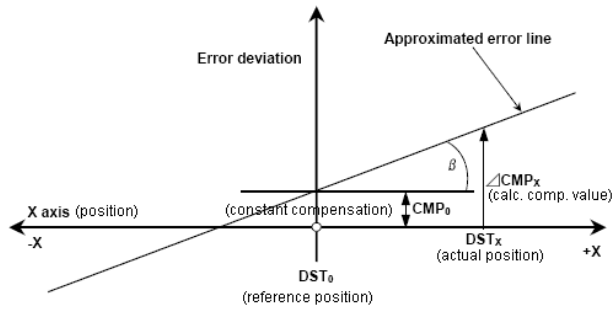 Approximated error line
Error deviation
β
⊿CMPX
(calc. comp. value)
X axis (position)
(constant compensation)
CMP0
-X
DSTX
+X
(actual position)
DST0
(reference position)